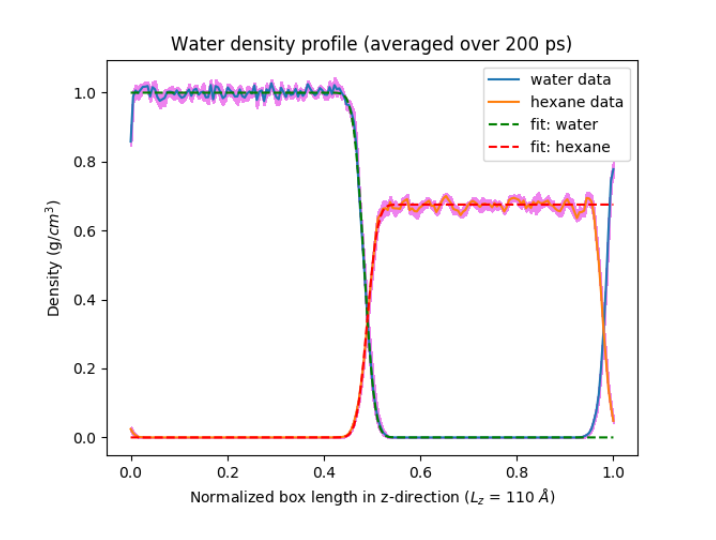 Water density profile (averaged over 200 ps)
water data
hexane data
fit: water
fit: hexane
Density (g/cm³)
1.0
0.8
0.6
0.4
0.2
0.0
0.0 0.2 0.4 0.6 0.8 1.0
Normalized box length in z-direction (L_z = 110 Å)